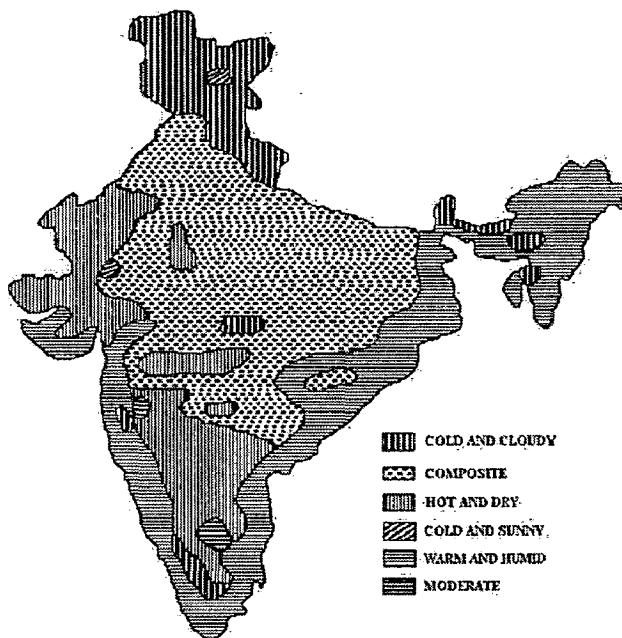 COLD AND CLOUDY
COMPOSITE
HOT AND DRY
COLD AND SUNNY
WARM AND HUMID
MODERATE